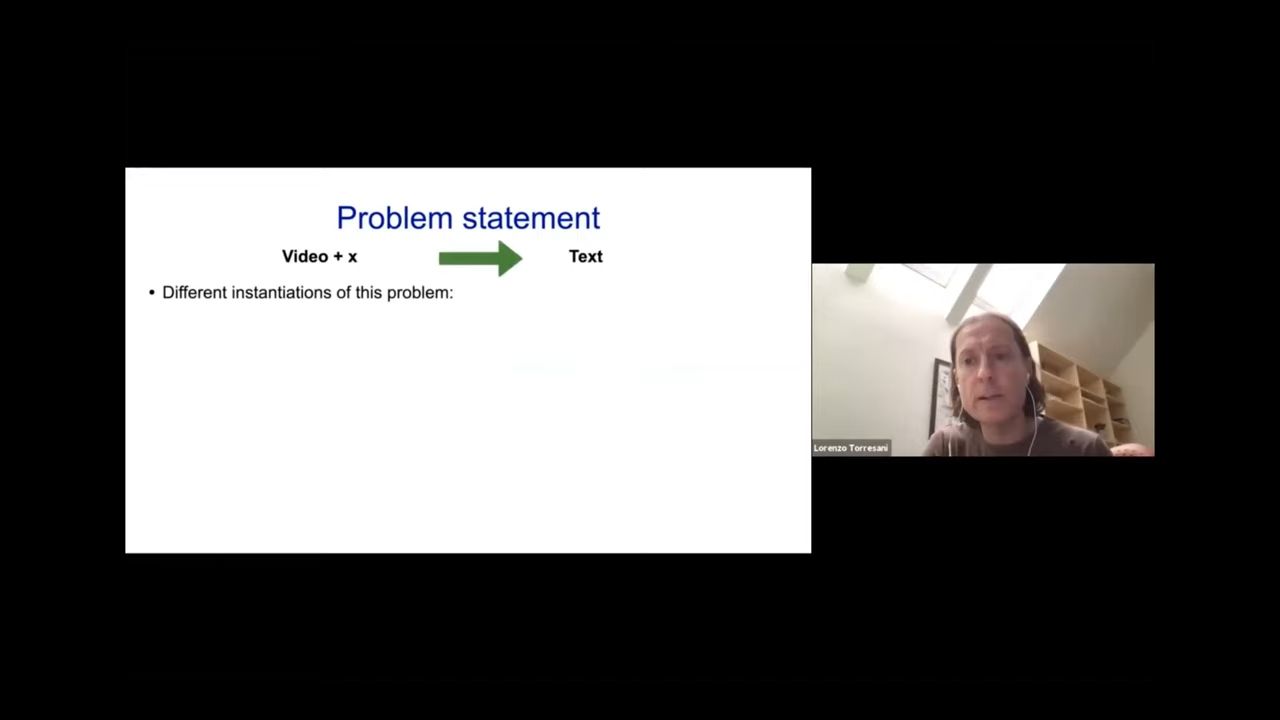 Problem statement
Video + x Text
• Different instantiations of this problem:
Lorenzo Torresani